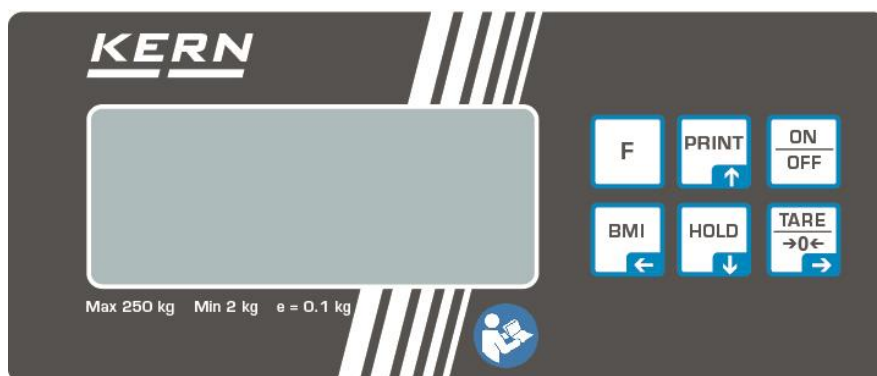 KERN
F
PRINT
ON
OFF
BMI
HOLD
TARE
→0←
Max 250 kg Min 2 kg e = 0.1 kg